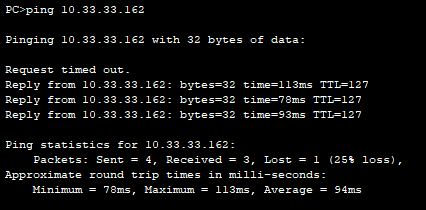 PC>ping 10.33.33.162
Pinging 10.33.33.162 with 32 bytes of data:
Request timed out.
Reply from 10.33.33.162: bytes=32 time=113ms TTL=127
Reply from 10.33.33.162: bytes=32 time=78ms TTL=127
Reply from 10.33.33.162: bytes=32 time=93ms TTL=127
Ping statistics for 10.33.33.162:
Packets: Sent = 4, Received = 3, Lost = 1 (25% loss),
Approximate round trip times in milli-seconds:
Minimum = 78ms, Maximum = 113ms, Average = 94ms